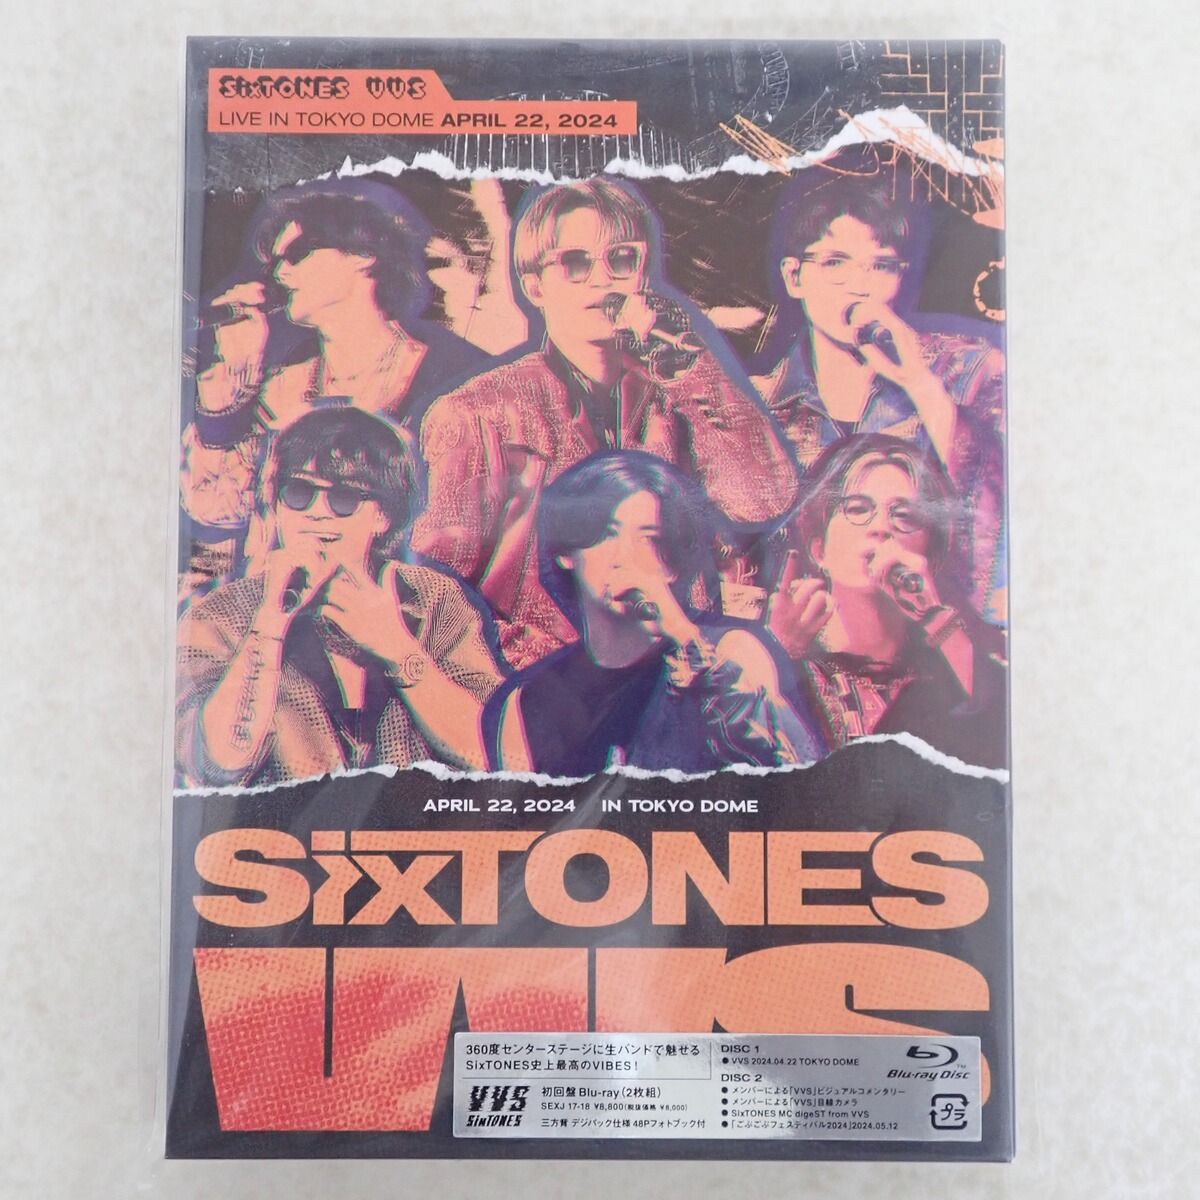 SixTONES VVS
LIVE IN TOKYO DOME APRIL 22, 2024
APRIL 22, 2024 IN TOKYO DOME
SixTONES
VVS
360度センターステージに生バンドで魅せる
SixTONES史上最高のVIBES!
VVS
SixTONES
初回盤 Blu-ray(2枚組)
SEXJ 17-18 ¥8,800(税抜価格 ¥8,000)
三方背 デジパック仕様 48Pフォトブック付
DISC 1
● VVS 2024.04.22 TOKYO DOME
DISC 2
● メンバーによる「VVS」ビジュアルコメンタリー
● メンバーによる「VVS」目線カメラ
● SixTONES MC digeST from VVS
● 「ごぶごぶフェスティバル2024」2024.05.12
Blu-ray Disc
TM
プラ